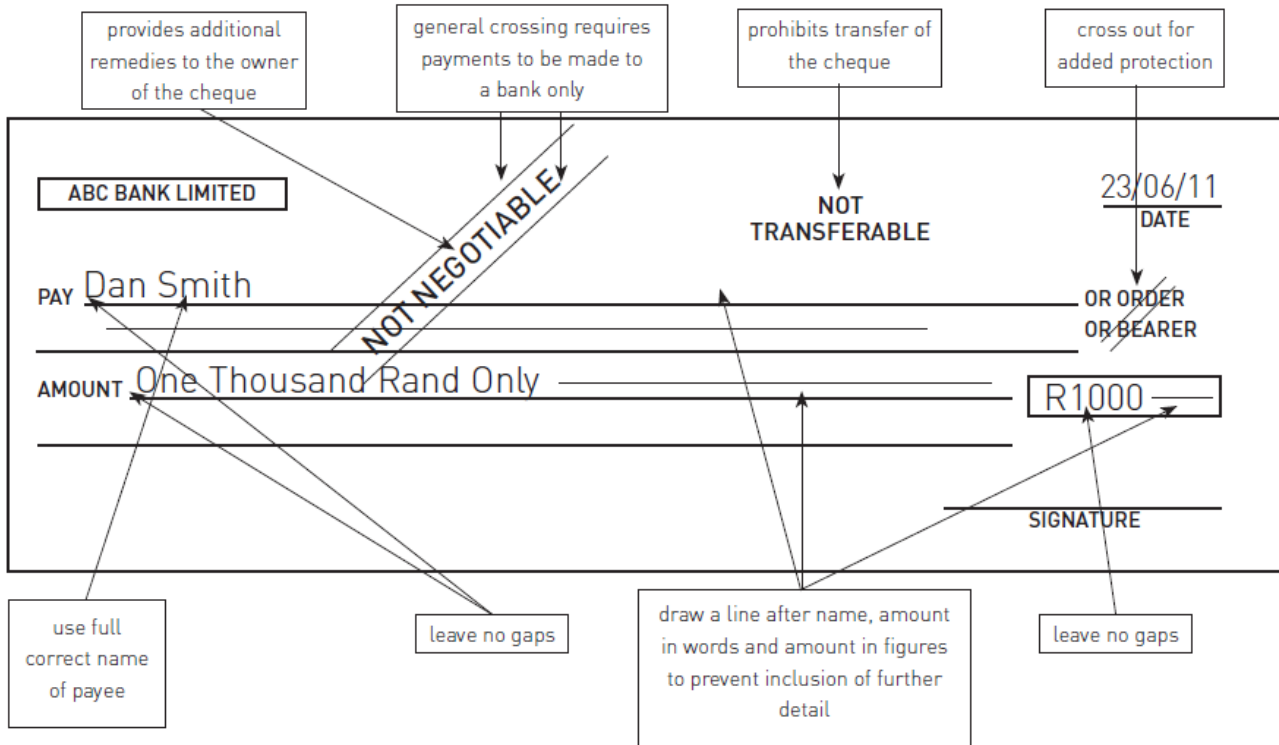 provides additional
remedies to the owner
of the cheque
general crossing requires
payments to be made to
a bank only
prohibits transfer of
the cheque
cross out for
added protection
ABC BANK LIMITED
NOT NEGOTIABLE
NOT
TRANSFERABLE
23/06/11
DATE
PAY Dan Smith
OR ORDER
OR BEARER
AMOUNT One Thousand Rand Only
R1000
SIGNATURE
use full
correct name
of payee
leave no gaps
draw a line after name, amount
in words and amount in figures
to prevent inclusion of further
detail
leave no gaps